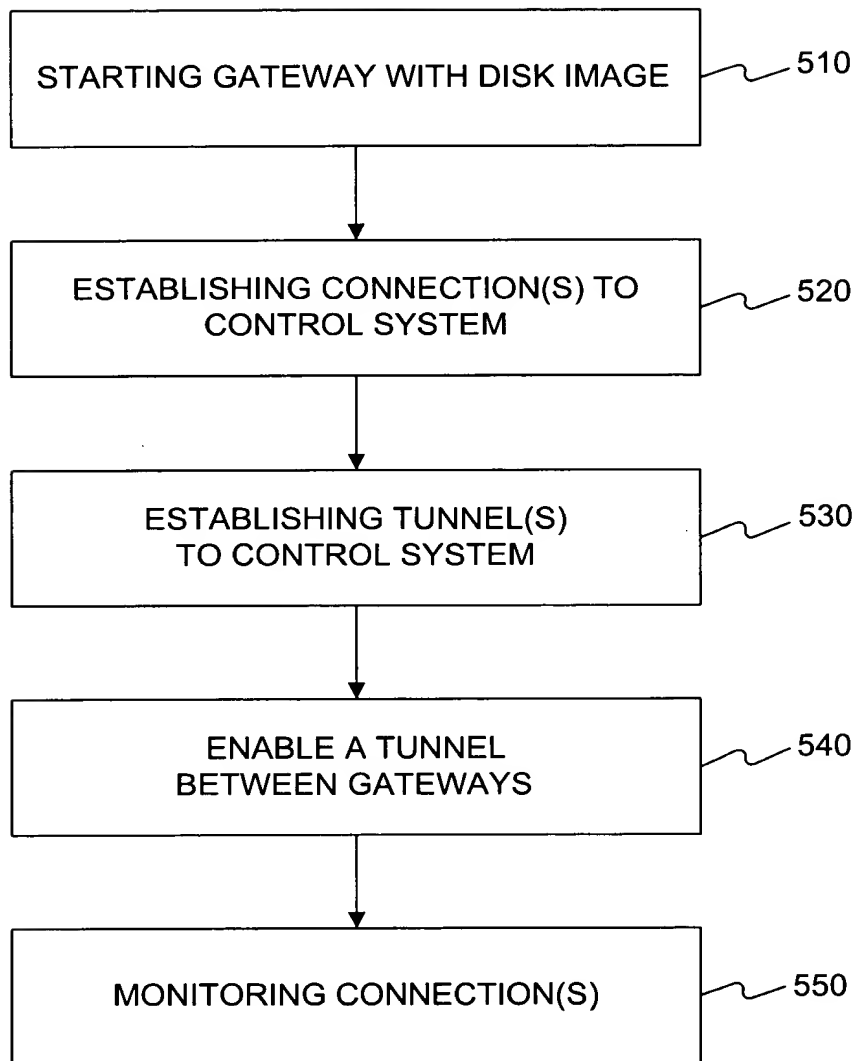 STARTING GATEWAY WITH DISK IMAGE
510
ESTABLISHING CONNECTION(S) TO
CONTROL SYSTEM
520
ESTABLISHING TUNNEL(S)
TO CONTROL SYSTEM
530
ENABLE A TUNNEL
BETWEEN GATEWAYS
540
MONITORING CONNECTION(S)
550